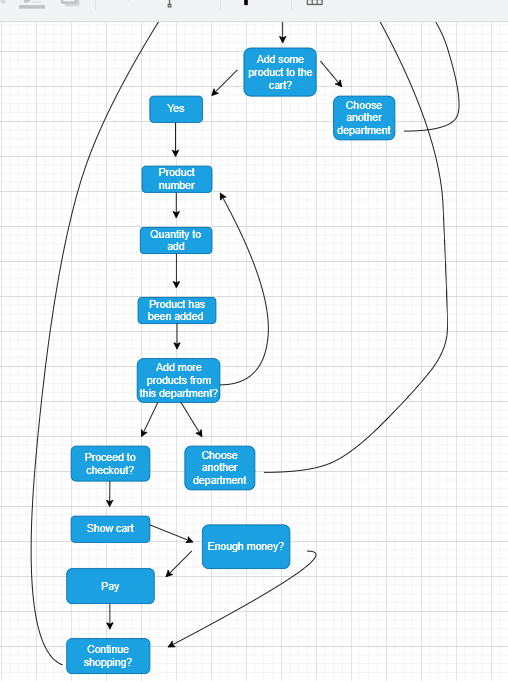 Add some
product to the
cart?
Choose
another
department
Yes
Product
number
Quantity to
add
Product has
been added
Add more
products from
this department?
Proceed to
checkout?
Choose
another
department
Show cart
Enough money?
Pay
Continue
shopping?